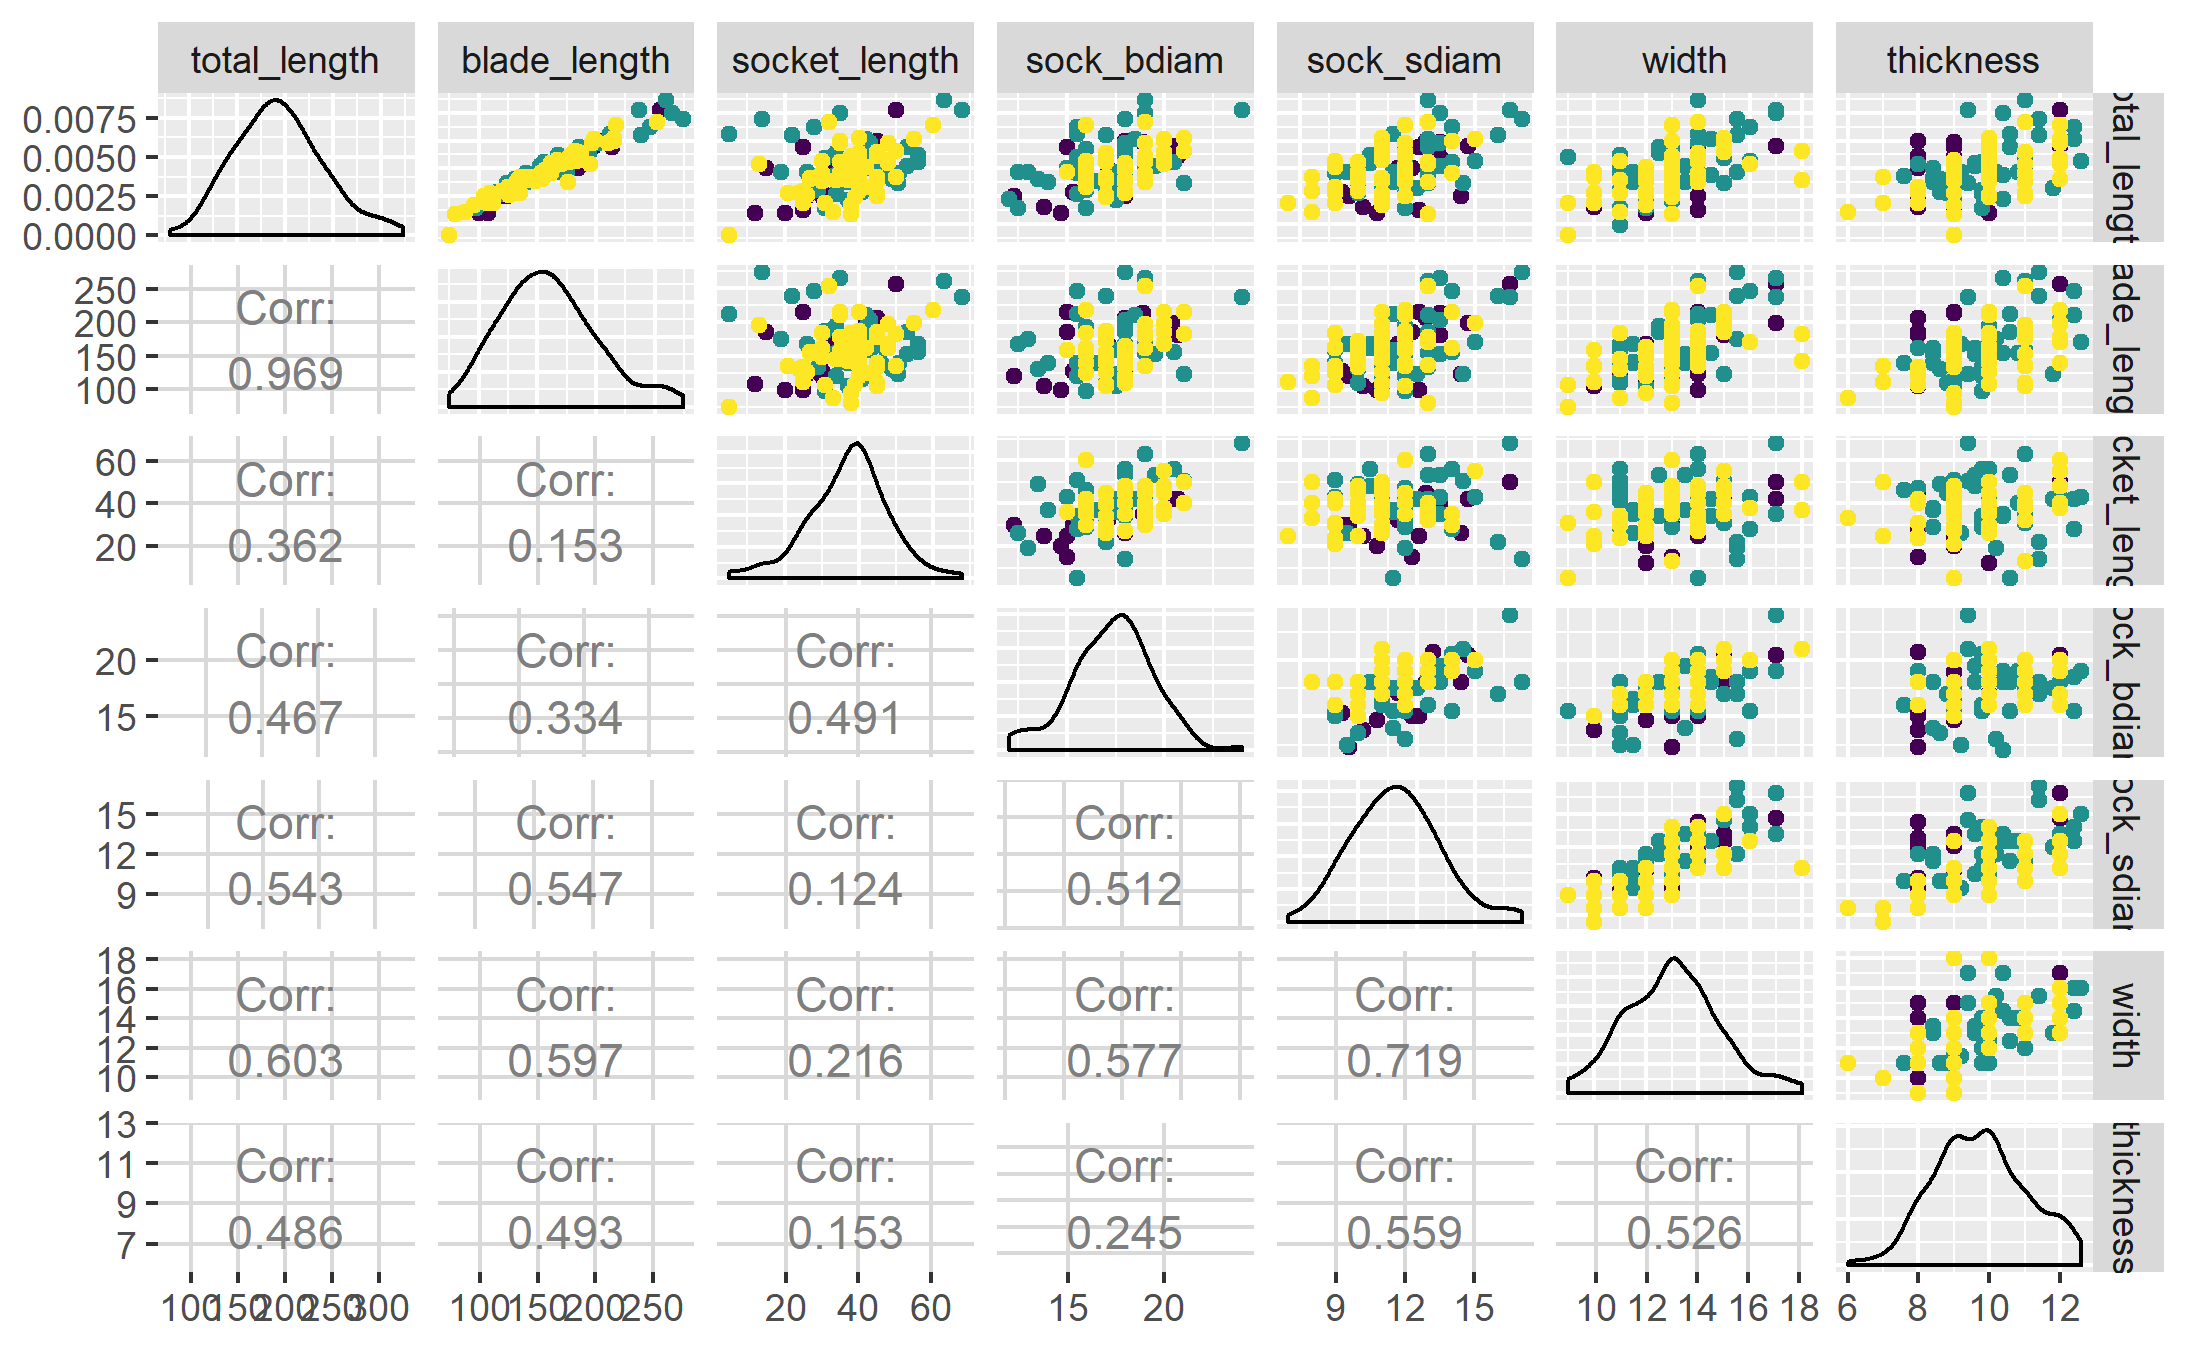 total_length blade_length socket_length sock_bdiam sock_sdiam width thickness
0.0075
0.0050
0.0025
0.0000
otal_lengt
250
200
150
100
Corr:
0.969
ade_leng
60
40
20
Corr: Corr:
0.362 0.153
cket_leng
20
15
Corr: Corr: Corr:
0.467 0.334 0.491
ock_bdiar
15
12
9
Corr: Corr: Corr: Corr:
0.543 0.547 0.124 0.512
ock_sdiar
18
16
14
12
10
Corr: Corr: Corr: Corr: Corr:
0.603 0.597 0.216 0.577 0.719
width
13
11
9
7
Corr: Corr: Corr: Corr: Corr: Corr:
0.486 0.493 0.153 0.245 0.559 0.526
thickness
100 150 200 250 300 100 150 200 250 20 40 60 15 20 9 12 15 10 12 14 16 18 6 8 10 12